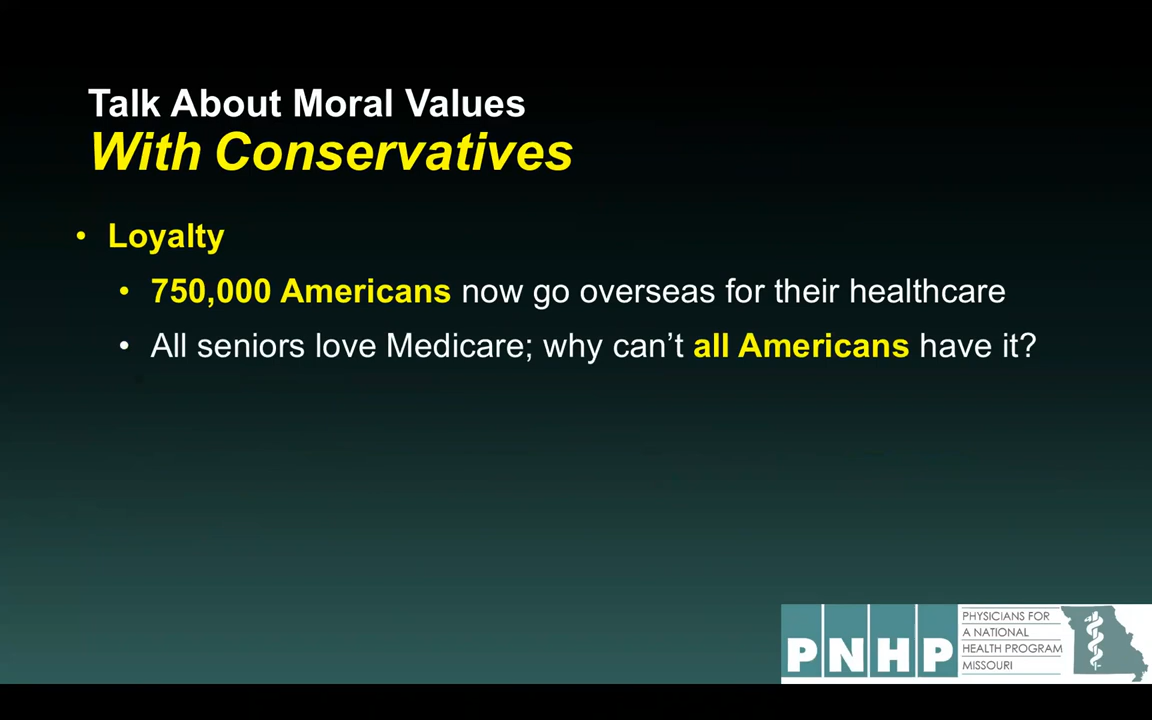 Talk About Moral Values
With Conservatives
• Loyalty
• 750,000 Americans now go overseas for their healthcare
• All seniors love Medicare; why can’t all Americans have it?
PNHP
PHYSICIANS FOR
A NATIONAL
HEALTH PROGRAM
MISSOURI